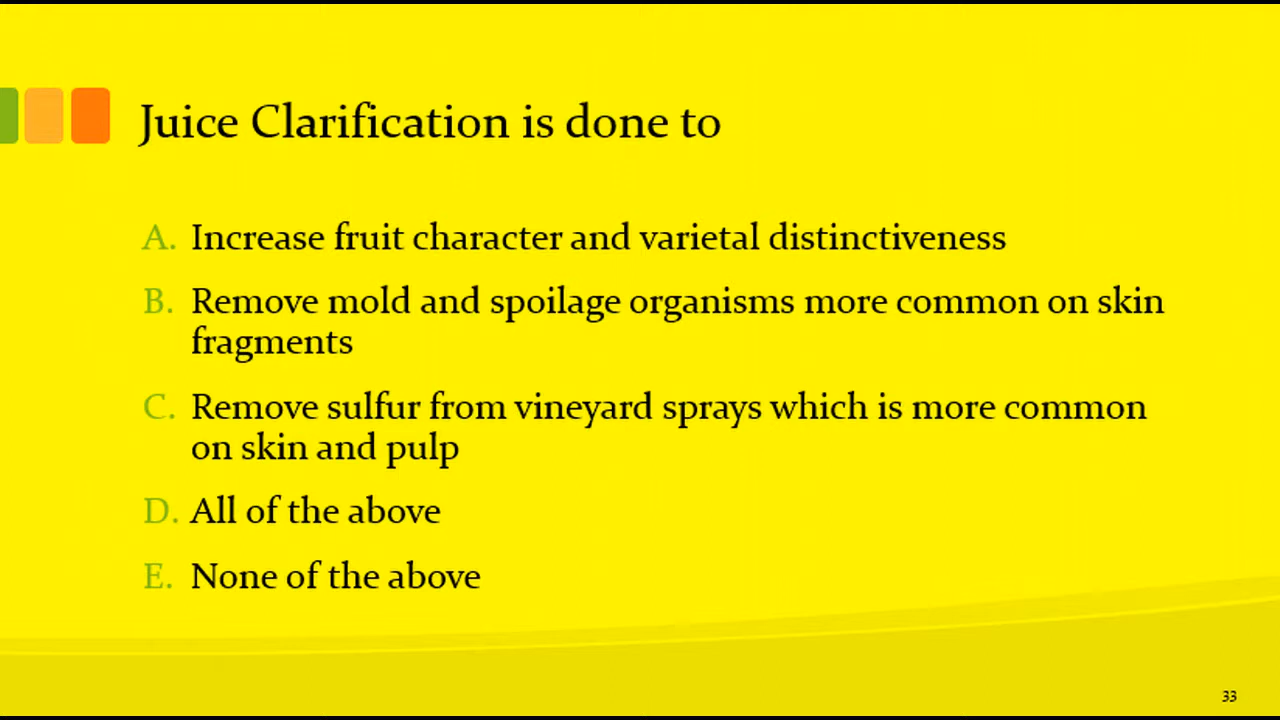 Juice Clarification is done to
A. Increase fruit character and varietal distinctiveness
B. Remove mold and spoilage organisms more common on skin
fragments
C. Remove sulfur from vineyard sprays which is more common
on skin and pulp
D. All of the above
E. None of the above
33